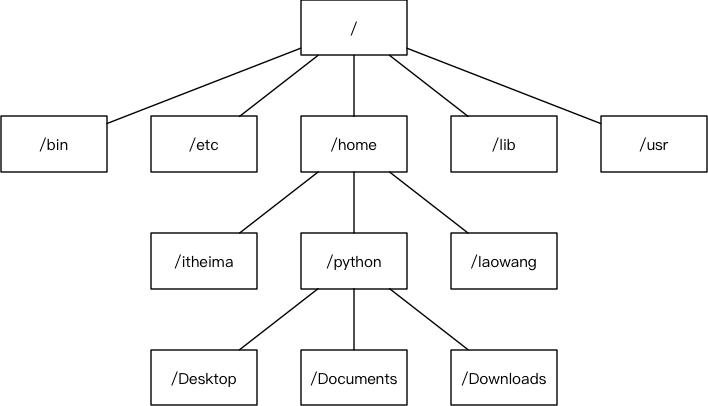 /
/bin
/etc
/home
/lib
/usr
/itheima
/python
/laowang
/Desktop
/Documents
/Downloads